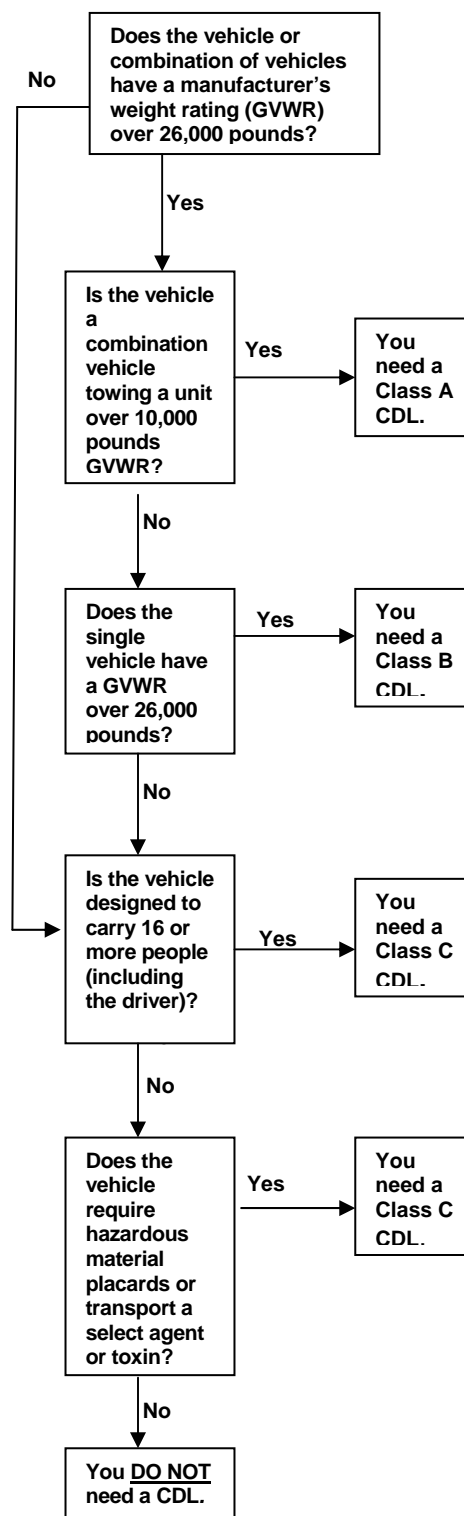 Does the vehicle or
combination of vehicles
have a manufacturer's
weight rating (GVWR)
over 26,000 pounds?
No
Yes
Is the vehicle
a
combination
vehicle
towing a unit
over 10,000
pounds
GVWR?
Yes
You
need a
Class A
CDL.
No
Does the
single
vehicle have
a GVWR
over 26,000
pounds?
Yes
You
need a
Class B
CDL.
No
Is the vehicle
designed to
carry 16 or
more people
(including
the driver)?
Yes
You
need a
Class C
CDL.
No
Does the
vehicle
require
hazardous
material
placards or
transport a
select agent
or toxin?
Yes
You
need a
Class C
CDL.
No
You DO NOT
need a CDL.